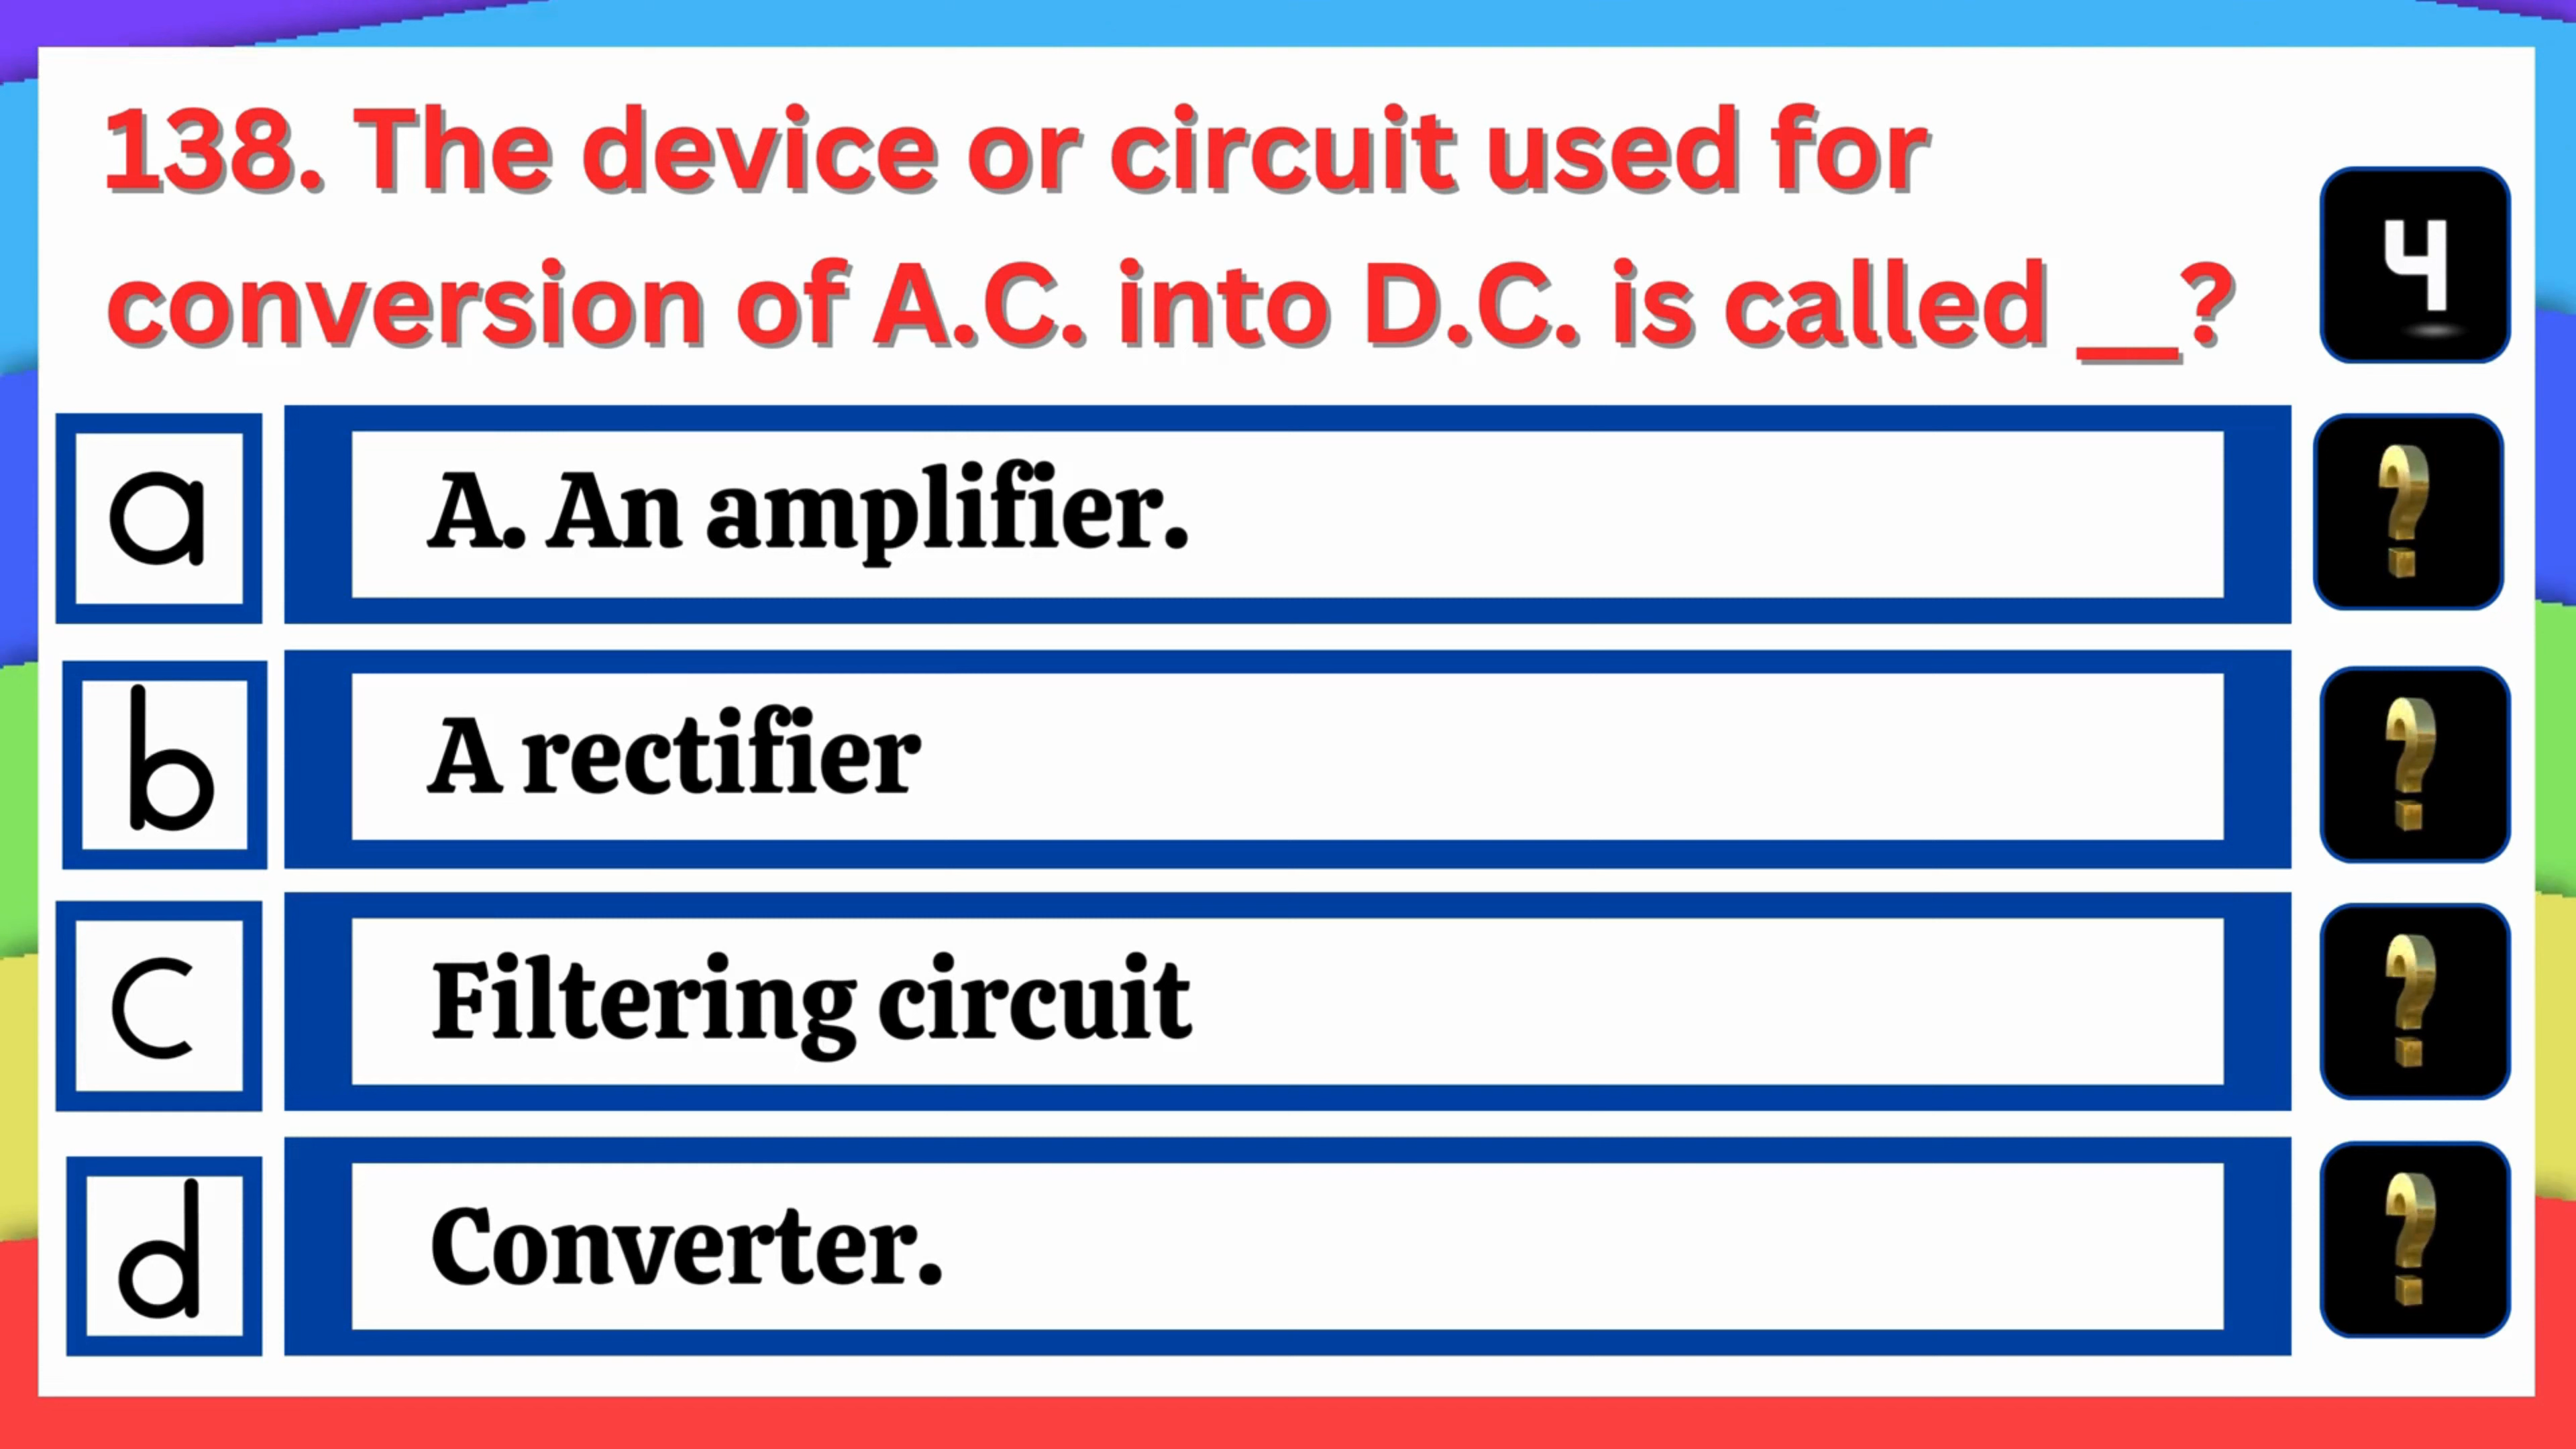 138. The device or circuit used for
conversion of A.C. into D.C. is called __?
4
a
A. An amplifier.
?
b
A rectifier
?
c
Filtering circuit
?
d
Converter.
?